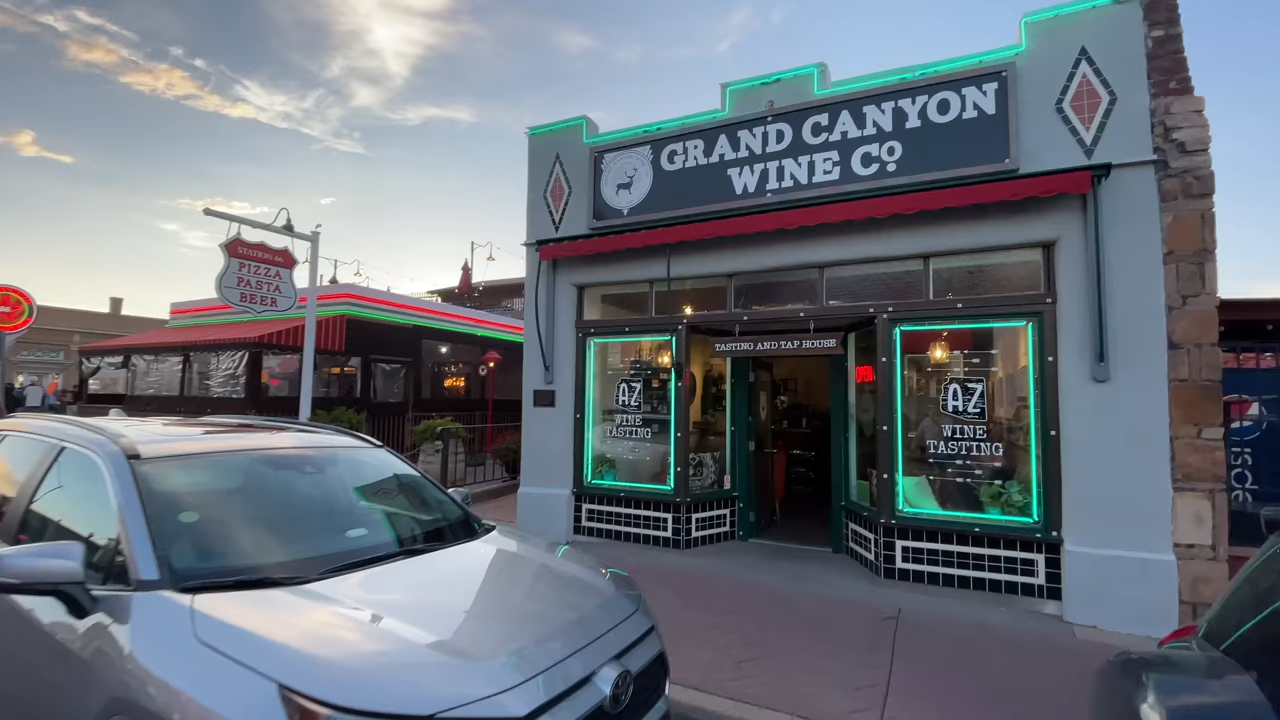 GRAND CANYON
WINE Cº
STATION 66
PIZZA
PASTA
BEER
TASTING AND TAP HOUSE
OPEN
AZ
WINE
TASTING
AZ
WINE
TASTING